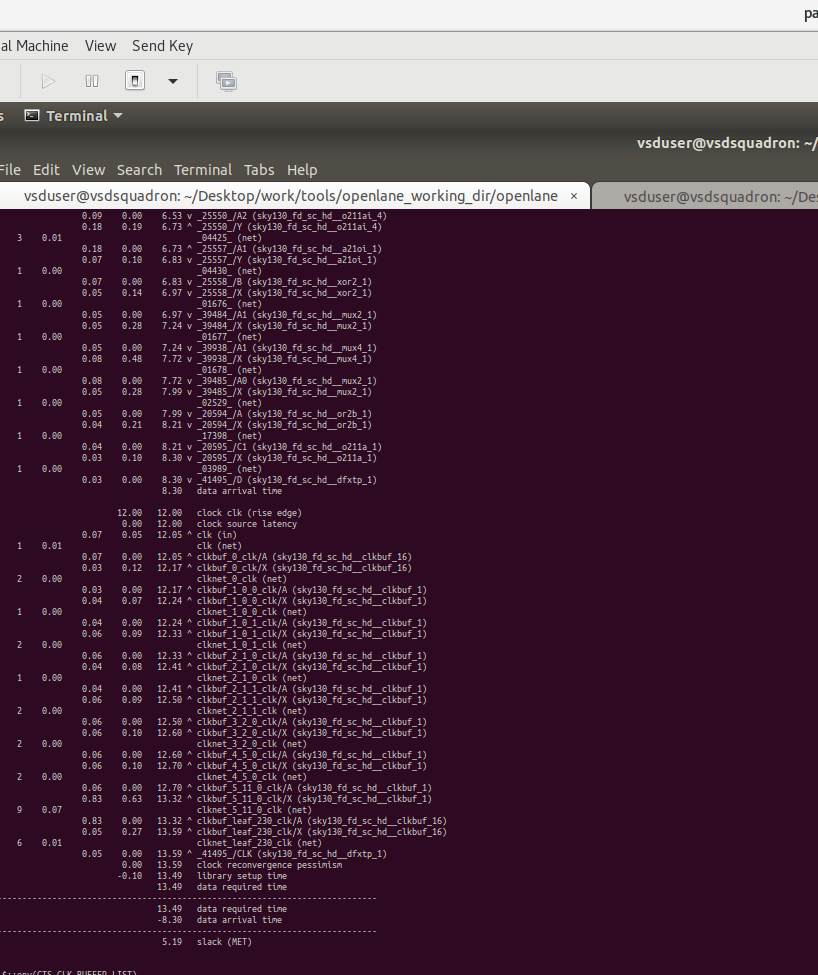 pa
al Machine View Send Key
s Terminal
vsduser@vsdsquadron: ~/
File Edit View Search Terminal Tabs Help
vsduser@vsdsquadron: ~/Desktop/work/tools/openlane_working_dir/openlane × vsduser@vsdsquadron: ~/Des
0.09 0.00 6.53 v _25550_/A2 (sky130_fd_sc_hd__o211ai_4)
0.18 0.19 6.73 ^ _25550_/Y (sky130_fd_sc_hd__o211ai_4)
3 0.01 _04425_ (net)
0.18 0.00 6.73 ^ _25557_/A1 (sky130_fd_sc_hd__a21oi_1)
0.07 0.10 6.83 v _25557_/Y (sky130_fd_sc_hd__a21oi_1)
1 0.00 _04430_ (net)
0.07 0.00 6.83 v _25558_/B (sky130_fd_sc_hd__xor2_1)
0.05 0.14 6.97 v _25558_/X (sky130_fd_sc_hd__xor2_1)
1 0.00 _01676_ (net)
0.05 0.00 6.97 v _39484_/A1 (sky130_fd_sc_hd__mux2_1)
0.05 0.28 7.24 v _39484_/X (sky130_fd_sc_hd__mux2_1)
1 0.00 _01677_ (net)
0.05 0.00 7.24 v _39938_/A1 (sky130_fd_sc_hd__mux4_1)
0.08 0.48 7.72 v _39938_/X (sky130_fd_sc_hd__mux4_1)
1 0.00 _01678_ (net)
0.08 0.00 7.72 v _39485_/A0 (sky130_fd_sc_hd__mux2_1)
0.05 0.28 7.99 v _39485_/X (sky130_fd_sc_hd__mux2_1)
1 0.00 _02529_ (net)
0.05 0.00 7.99 v _20594_/A (sky130_fd_sc_hd__or2b_1)
0.04 0.21 8.21 v _20594_/X (sky130_fd_sc_hd__or2b_1)
1 0.00 _17398_ (net)
0.04 0.00 8.21 v _20595_/C1 (sky130_fd_sc_hd__o211a_1)
0.03 0.10 8.30 v _20595_/X (sky130_fd_sc_hd__o211a_1)
1 0.00 _03989_ (net)
0.03 0.00 8.30 v _41495_/D (sky130_fd_sc_hd__dfxtp_1)
8.30 data arrival time
12.00 12.00 clock clk (rise edge)
0.00 12.00 clock source latency
0.07 0.05 12.05 ^ clk (in)
1 0.01 clk (net)
0.07 0.00 12.05 ^ clkbuf_0_clk/A (sky130_fd_sc_hd__clkbuf_16)
0.03 0.12 12.17 ^ clkbuf_0_clk/X (sky130_fd_sc_hd__clkbuf_16)
2 0.00 clknet_0_clk (net)
0.03 0.00 12.17 ^ clkbuf_1_0_0_clk/A (sky130_fd_sc_hd__clkbuf_1)
0.04 0.07 12.24 ^ clkbuf_1_0_0_clk/X (sky130_fd_sc_hd__clkbuf_1)
1 0.00 clknet_1_0_0_clk (net)
0.04 0.00 12.24 ^ clkbuf_1_0_1_clk/A (sky130_fd_sc_hd__clkbuf_1)
0.06 0.09 12.33 ^ clkbuf_1_0_1_clk/X (sky130_fd_sc_hd__clkbuf_1)
2 0.00 clknet_1_0_1_clk (net)
0.06 0.00 12.33 ^ clkbuf_2_1_0_clk/A (sky130_fd_sc_hd__clkbuf_1)
0.04 0.08 12.41 ^ clkbuf_2_1_0_clk/X (sky130_fd_sc_hd__clkbuf_1)
1 0.00 clknet_2_1_0_clk (net)
0.04 0.00 12.41 ^ clkbuf_2_1_1_clk/A (sky130_fd_sc_hd__clkbuf_1)
0.06 0.09 12.50 ^ clkbuf_2_1_1_clk/X (sky130_fd_sc_hd__clkbuf_1)
2 0.00 clknet_2_1_1_clk (net)
0.06 0.00 12.50 ^ clkbuf_3_2_0_clk/A (sky130_fd_sc_hd__clkbuf_1)
0.06 0.10 12.60 ^ clkbuf_3_2_0_clk/X (sky130_fd_sc_hd__clkbuf_1)
2 0.00 clknet_3_2_0_clk (net)
0.06 0.00 12.60 ^ clkbuf_4_5_0_clk/A (sky130_fd_sc_hd__clkbuf_1)
0.06 0.10 12.70 ^ clkbuf_4_5_0_clk/X (sky130_fd_sc_hd__clkbuf_1)
2 0.00 clknet_4_5_0_clk (net)
0.06 0.00 12.70 ^ clkbuf_5_11_0_clk/A (sky130_fd_sc_hd__clkbuf_1)
0.83 0.63 13.32 ^ clkbuf_5_11_0_clk/X (sky130_fd_sc_hd__clkbuf_1)
9 0.07 clknet_5_11_0_clk (net)
0.83 0.00 13.32 ^ clkbuf_leaf_230_clk/A (sky130_fd_sc_hd__clkbuf_16)
0.05 0.27 13.59 ^ clkbuf_leaf_230_clk/X (sky130_fd_sc_hd__clkbuf_16)
6 0.01 clknet_leaf_230_clk (net)
0.05 0.00 13.59 ^ _41495_/CLK (sky130_fd_sc_hd__dfxtp_1)
0.00 13.59 clock reconvergence pessimism
-0.10 13.49 library setup time
13.49 data required time
-----------------------------------------------------------------------------
13.49 data required time
-8.30 data arrival time
-----------------------------------------------------------------------------
5.19 slack (MET)
$::env(CTS_CLK_BUFFER_LIST)